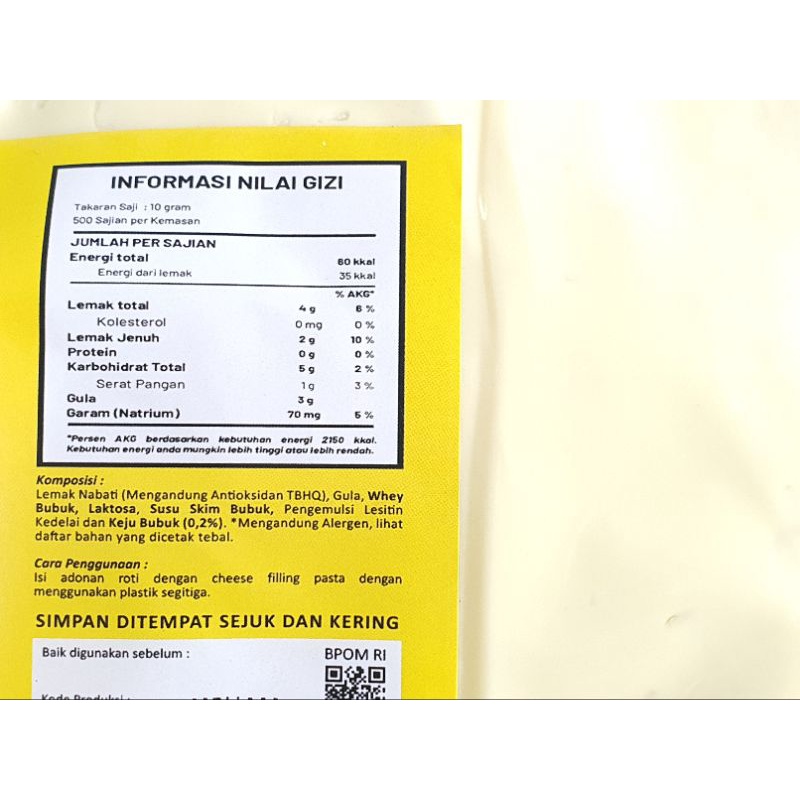 INFORMASI NILAI GIZI
Takaran Saji : 10 gram
500 Sajian per Kemasan
JUMLAH PER SAJIAN
Energi total 60 kkal
Energi dari lemak 35 kkal
% AKG*
Lemak total 4 g 6 %
Kolesterol 0 mg 0 %
Lemak Jenuh 2 g 10 %
Protein 0 g 0 %
Karbohidrat Total 5 g 2 %
Serat Pangan 1 g 3 %
Gula 3 g
Garam (Natrium) 70 mg 5 %
*Persen AKG berdasarkan kebutuhan energi 2150 kkal.
Kebutuhan energi anda mungkin lebih tinggi atau lebih rendah.
Komposisi :
Lemak Nabati (Mengandung Antioksidan TBHQ), Gula, Whey
Bubuk, Laktosa, Susu Skim Bubuk, Pengemulsi Lesitin
Kedelai dan Keju Bubuk (0,2%). *Mengandung Alergen, lihat
daftar bahan yang dicetak tebal.
Cara Penggunaan :
Isi adonan roti dengan cheese filling pasta dengan
menggunakan plastik segitiga.
SIMPAN DITEMPAT SEJUK DAN KERING
Baik digunakan sebelum :
BPOM RI
Kode Produksi :